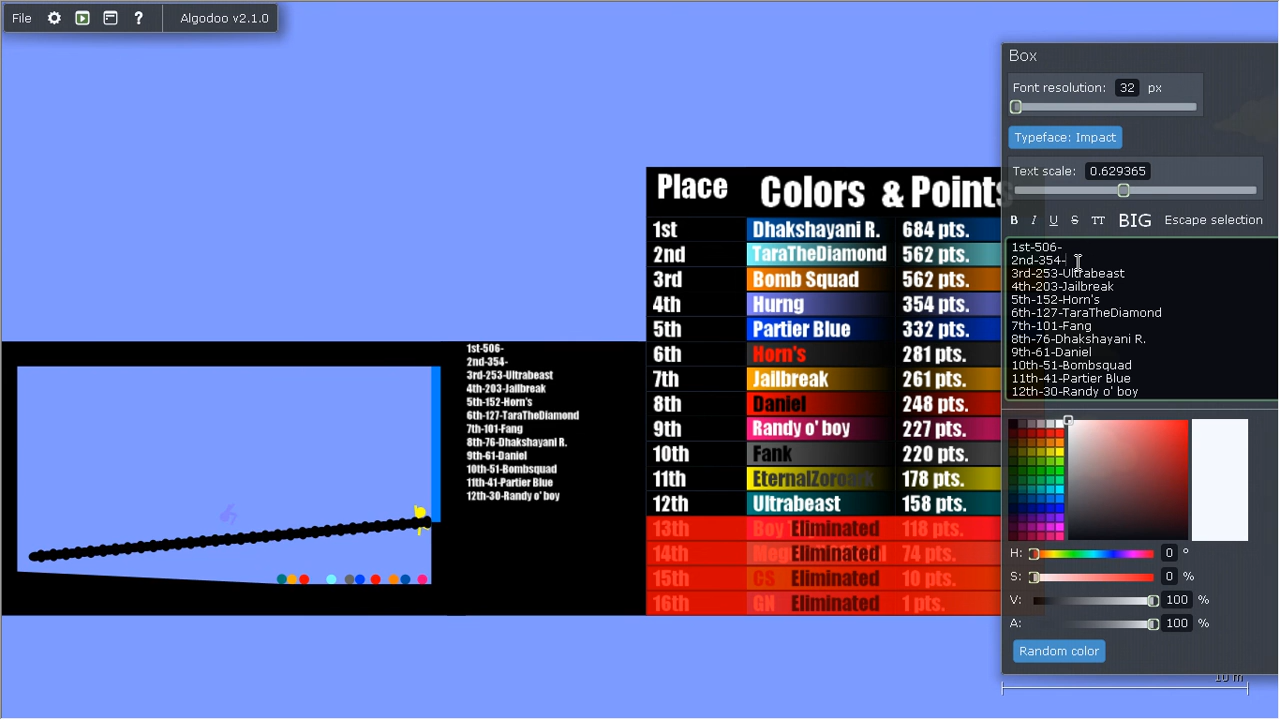 File ? Algodoo v2.1.0
Box
Font resolution: 32 px
Typeface: Impact
Text scale: 0.629365
B I U S TT BIG Escape selection
1st-506-
2nd-354-
3rd-253-Ultrabeast
4th-203-Jailbreak
5th-152-Horn's
6th-127-TaraTheDiamond
7th-101-Fang
8th-76-Dhakshayani R.
9th-61-Daniel
10th-51-Bombsquad
11th-41-Partier Blue
12th-30-Randy o' boy
H: 0 °
S: 0 %
V: 100 %
A: 100 %
Random color
10 m
Place Colors & Points
1st Dhakshayani R. 684 pts.
2nd TaraTheDiamond 562 pts.
3rd Bomb Squad 562 pts.
4th Hurng 354 pts.
5th Partier Blue 332 pts.
6th Horn's 281 pts.
7th Jailbreak 261 pts.
8th Daniel 248 pts.
9th Randy o' boy 227 pts.
10th Fank 220 pts.
11th EternalZoroark 178 pts.
12th Ultrabeast 158 pts.
13th Boy Eliminated 118 pts.
14th Eliminated 74 pts.
15th CS Eliminated 10 pts.
16th GN Eliminated 1 pts.
1st-506-
2nd-354-
3rd-253-Ultrabeast
4th-203-Jailbreak
5th-152-Horn's
6th-127-TaraTheDiamond
7th-101-Fang
8th-76-Dhakshayani R.
9th-61-Daniel
10th-51-Bombsquad
11th-41-Partier Blue
12th-30-Randy o' boy